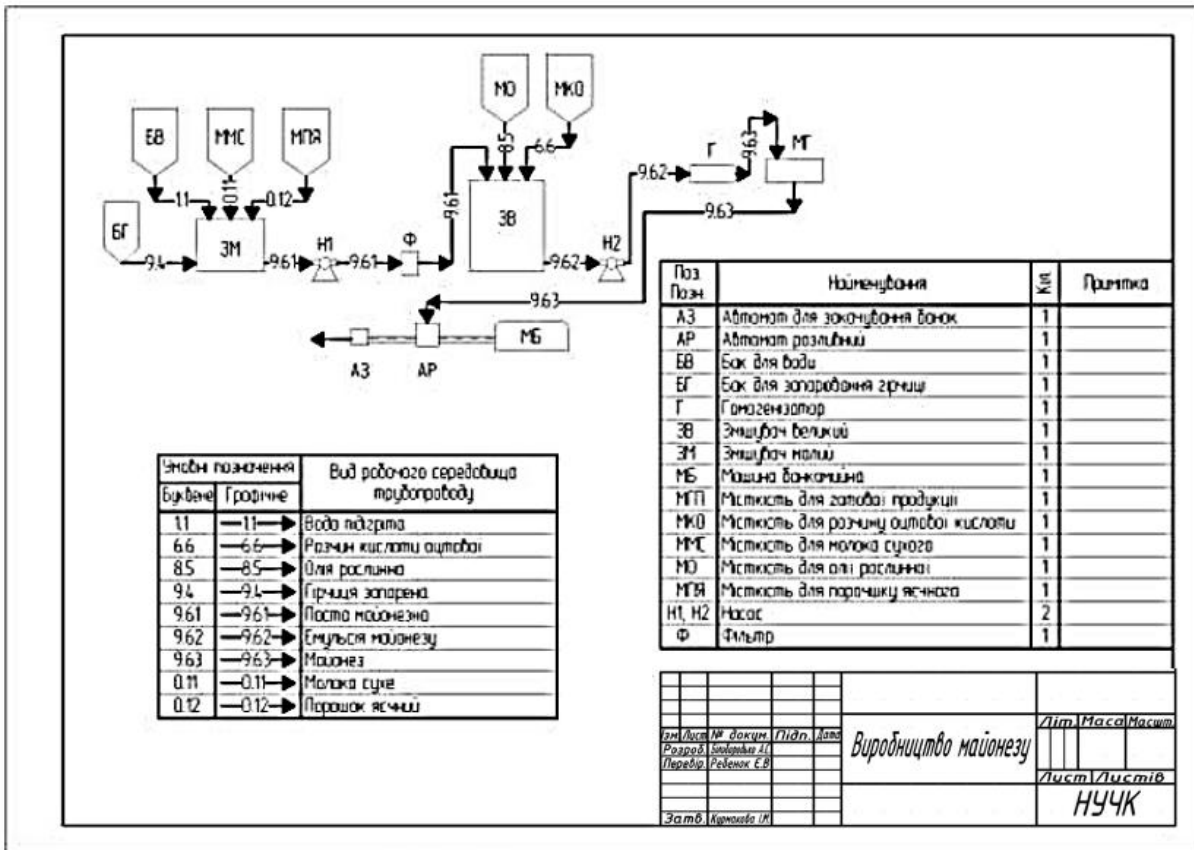 МО
МКО
БВ
ММС
МПЯ
8.5
6.6
9.63
Г
МГ
9.62
1.1
0.11
0.12
9.61
9.63
БГ
ЗМ
ЗВ
Н1
Ф
Н2
9.4
9.61
9.61
9.62
9.63
МБ
АЗ
АР
Поз. Позн. Найменування Кіл. Примітка
АЗ Автомат для закочування банок 1
АР Автомат розливний 1
БВ Бак для води 1
БГ Бак для запарювання гірчиці 1
Г Гомогенізатор 1
ЗВ Змішувач великий 1
ЗМ Змішувач малий 1
МБ Машина банкомийна 1
МГП Місткість для готової продукції 1
МКО Місткість для розчину оцтової кислоти 1
ММС Місткість для молока сухого 1
МО Місткість для олії рослинної 1
МПЯ Місткість для порошку яєчного 1
Н1, Н2 Насос 2
Ф Фильтр 1
Умовні позначення Вид робочого середовища
Буквене Графічне трубопроводу
1.1 1.1 Вода підігріта
6.6 6.6 Розчин кислоти оцтової
8.5 8.5 Олія рослинна
9.4 9.4 Гірчиця запарена
9.61 9.61 Паста майонезна
9.62 9.62 Емульсія майонезу
9.63 9.63 Майонез
0.11 0.11 Молоко сухе
0.12 0.12 Порошок яєчний
Ізм. Лист № докум. Підп. Дата
Розроб.
Перевір. Ребенок Є.В
Затв. Курмакова І.М.
Виробництво майонезу
Літ. Маса Масшт.
Лист Листів
НУЧК